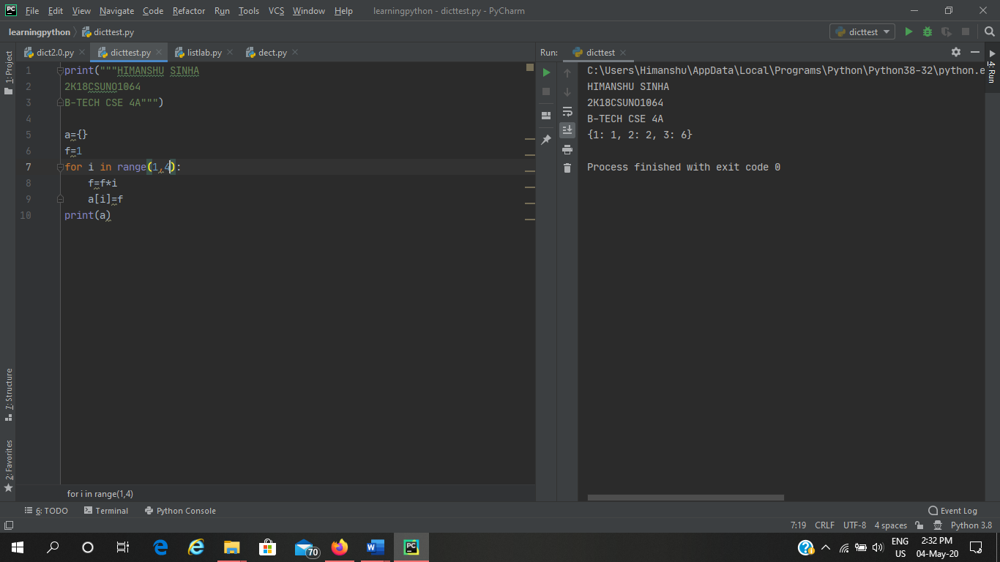 PC File Edit View Navigate Code Refactor Run Tools VCS Window Help learningpython - dicttest.py - PyCharm
learningpython dicttest.py dicttest
dict2.0.py dicttest.py listlab.py dect.py Run: dicttest
1: Project
4: Run
1 print("""HIMANSHU SINHA
2 2K18CSUNO1064
3 B-TECH CSE 4A""")
4
5 a={}
6 f=1
7 for i in range(1,4):
8 f=f*i
9 a[i]=f
10 print(a)
C:\Users\Himanshu\AppData\Local\Programs\Python\Python38-32\python.e
HIMANSHU SINHA
2K18CSUNO1064
B-TECH CSE 4A
{1: 1, 2: 2, 3: 6}
Process finished with exit code 0
7: Structure
2: Favorites
for i in range(1,4)
6: TODO Terminal Python Console Event Log
7:19 CRLF UTF-8 4 spaces Python 3.8
70 W PC ENG 2:32 PM
US 04-May-20